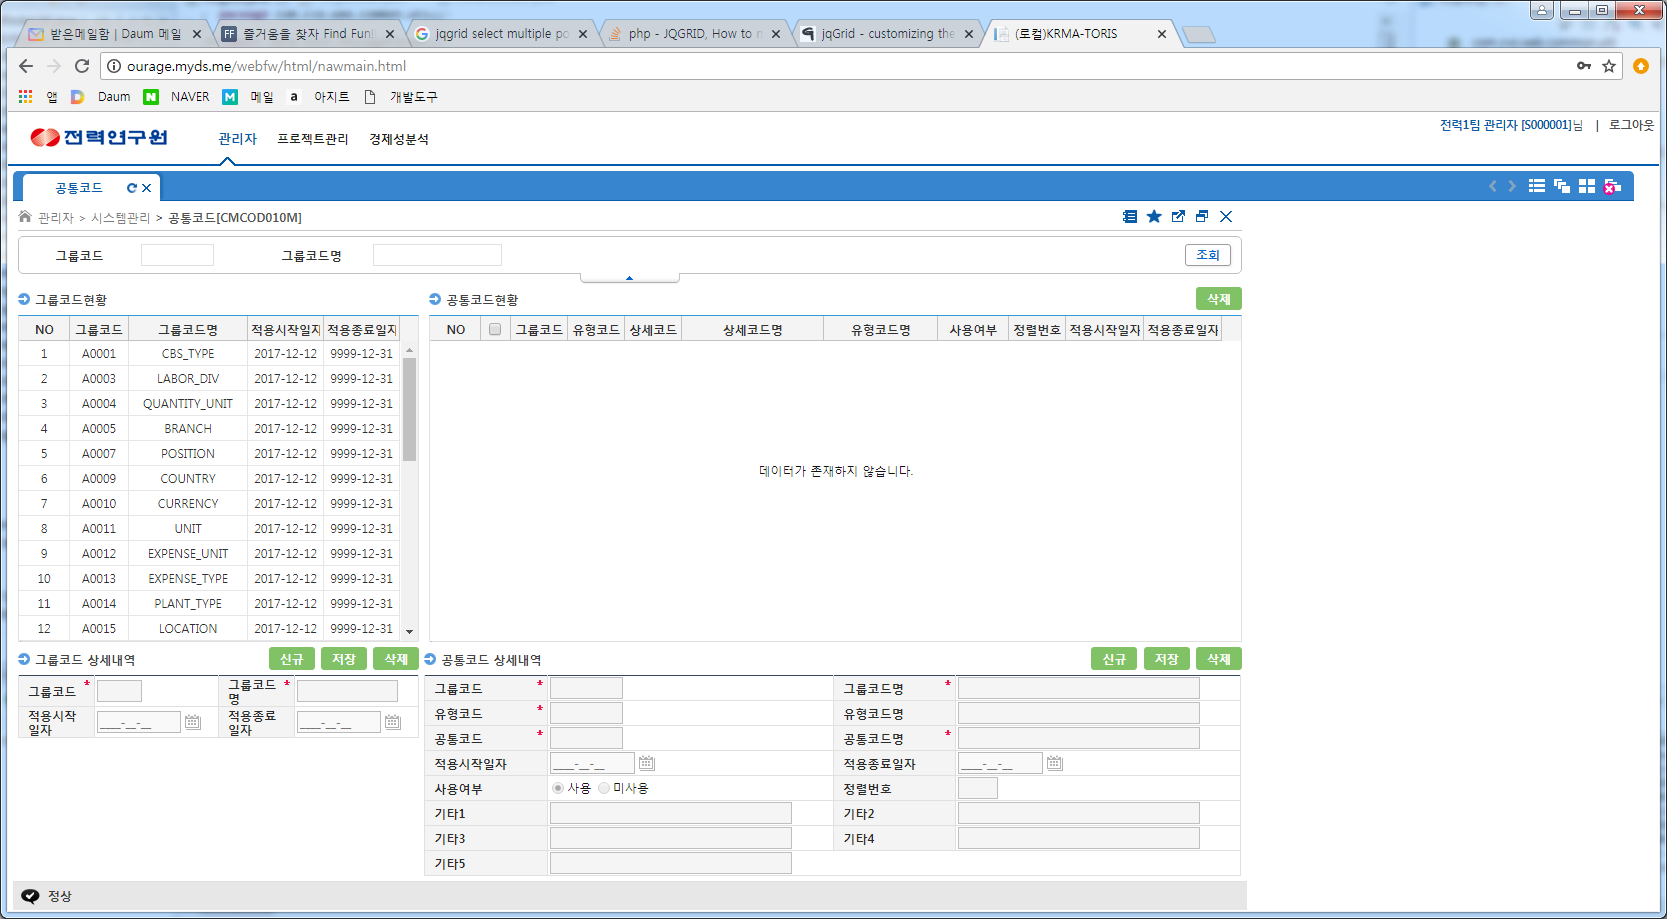 받은메일함 | Daum 메일
즐거움을 찾자 Find Fun!
jqgrid select multiple po
php - JQGRID, How to
jqGrid - customizing the
(로컬)KRMA-TORIS
ourage.myds.me/webfw/html/nawmain.html
앱 Daum NAVER 메일 아지트 개발도구
전력연구원 관리자 프로젝트관리 경제성분석
전력1팀 관리자 [S000001]님 | 로그아웃
공통코드
관리자 > 시스템관리 > 공통코드[CMCOD010M]
그룹코드 그룹코드명 조회
그룹코드현황
NO 그룹코드 그룹코드명 적용시작일자 적용종료일자
1 A0001 CBS_TYPE 2017-12-12 9999-12-31
2 A0003 LABOR_DIV 2017-12-12 9999-12-31
3 A0004 QUANTITY_UNIT 2017-12-12 9999-12-31
4 A0005 BRANCH 2017-12-12 9999-12-31
5 A0007 POSITION 2017-12-12 9999-12-31
6 A0009 COUNTRY 2017-12-12 9999-12-31
7 A0010 CURRENCY 2017-12-12 9999-12-31
8 A0011 UNIT 2017-12-12 9999-12-31
9 A0012 EXPENSE_UNIT 2017-12-12 9999-12-31
10 A0013 EXPENSE_TYPE 2017-12-12 9999-12-31
11 A0014 PLANT_TYPE 2017-12-12 9999-12-31
12 A0015 LOCATION 2017-12-12 9999-12-31
공통코드현황 삭제
NO 그룹코드 유형코드 상세코드 상세코드명 유형코드명 사용여부 정렬번호 적용시작일자 적용종료일자
데이터가 존재하지 않습니다.
그룹코드 상세내역 신규 저장 삭제
그룹코드 * 그룹코드명 *
적용시작일자 ____-__-__ 적용종료일자 ____-__-__
공통코드 상세내역 신규 저장 삭제
그룹코드 * 그룹코드명 *
유형코드 * 유형코드명
공통코드 * 공통코드명 *
적용시작일자 ____-__-__ 적용종료일자 ____-__-__
사용여부 사용 미사용 정렬번호
기타1 기타2
기타3 기타4
기타5
정상